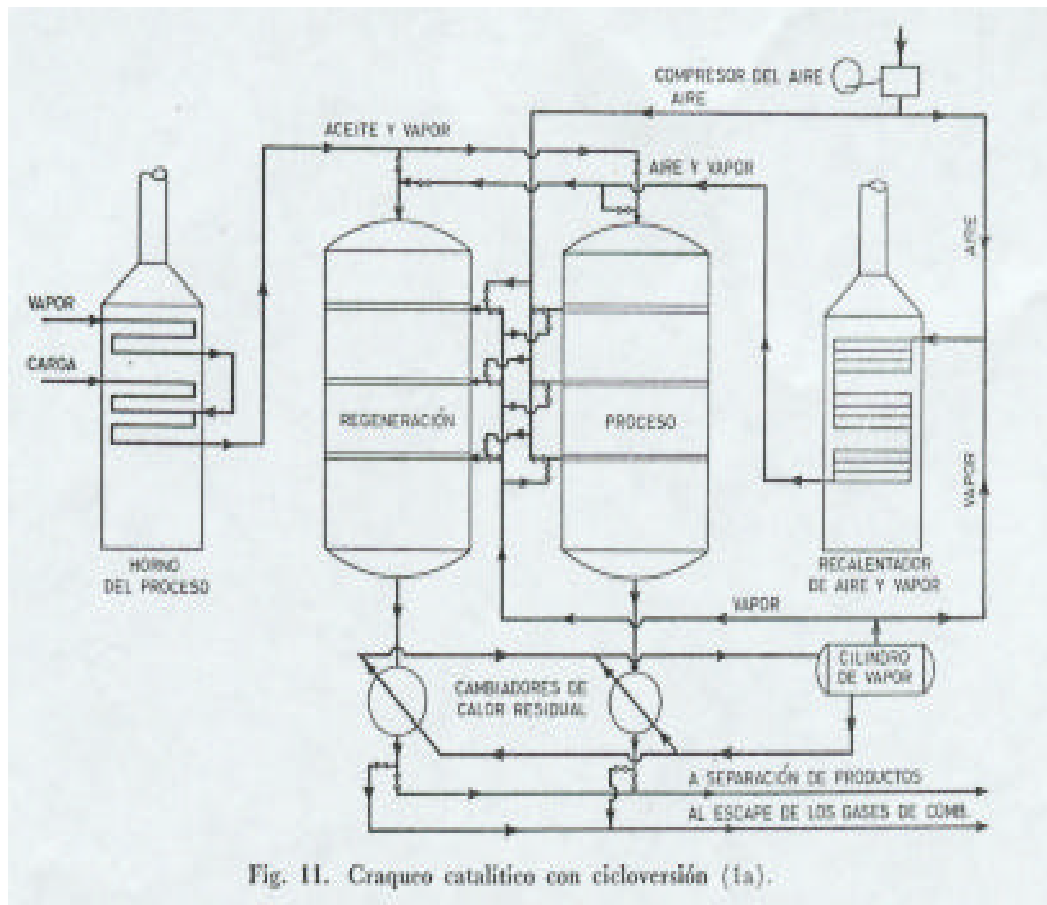 COMPRESOR DEL AIRE
AIRE
ACEITE Y VAPOR
AIRE Y VAPOR
AIRE
VAPOR
CARGA
REGENERACIÓN
PROCESO
VAPOR
HORNO
DEL PROCESO
RECALENTADOR
DE AIRE Y VAPOR
VAPOR
CILINDRO
DE VAPOR
CAMBIADORES DE
CALOR RESIDUAL
A SEPARACIÓN DE PRODUCTOS
AL ESCAPE DE LOS GASES DE COMB.
Fig. 11. Craqueo catalítico con cicloversión (1a).